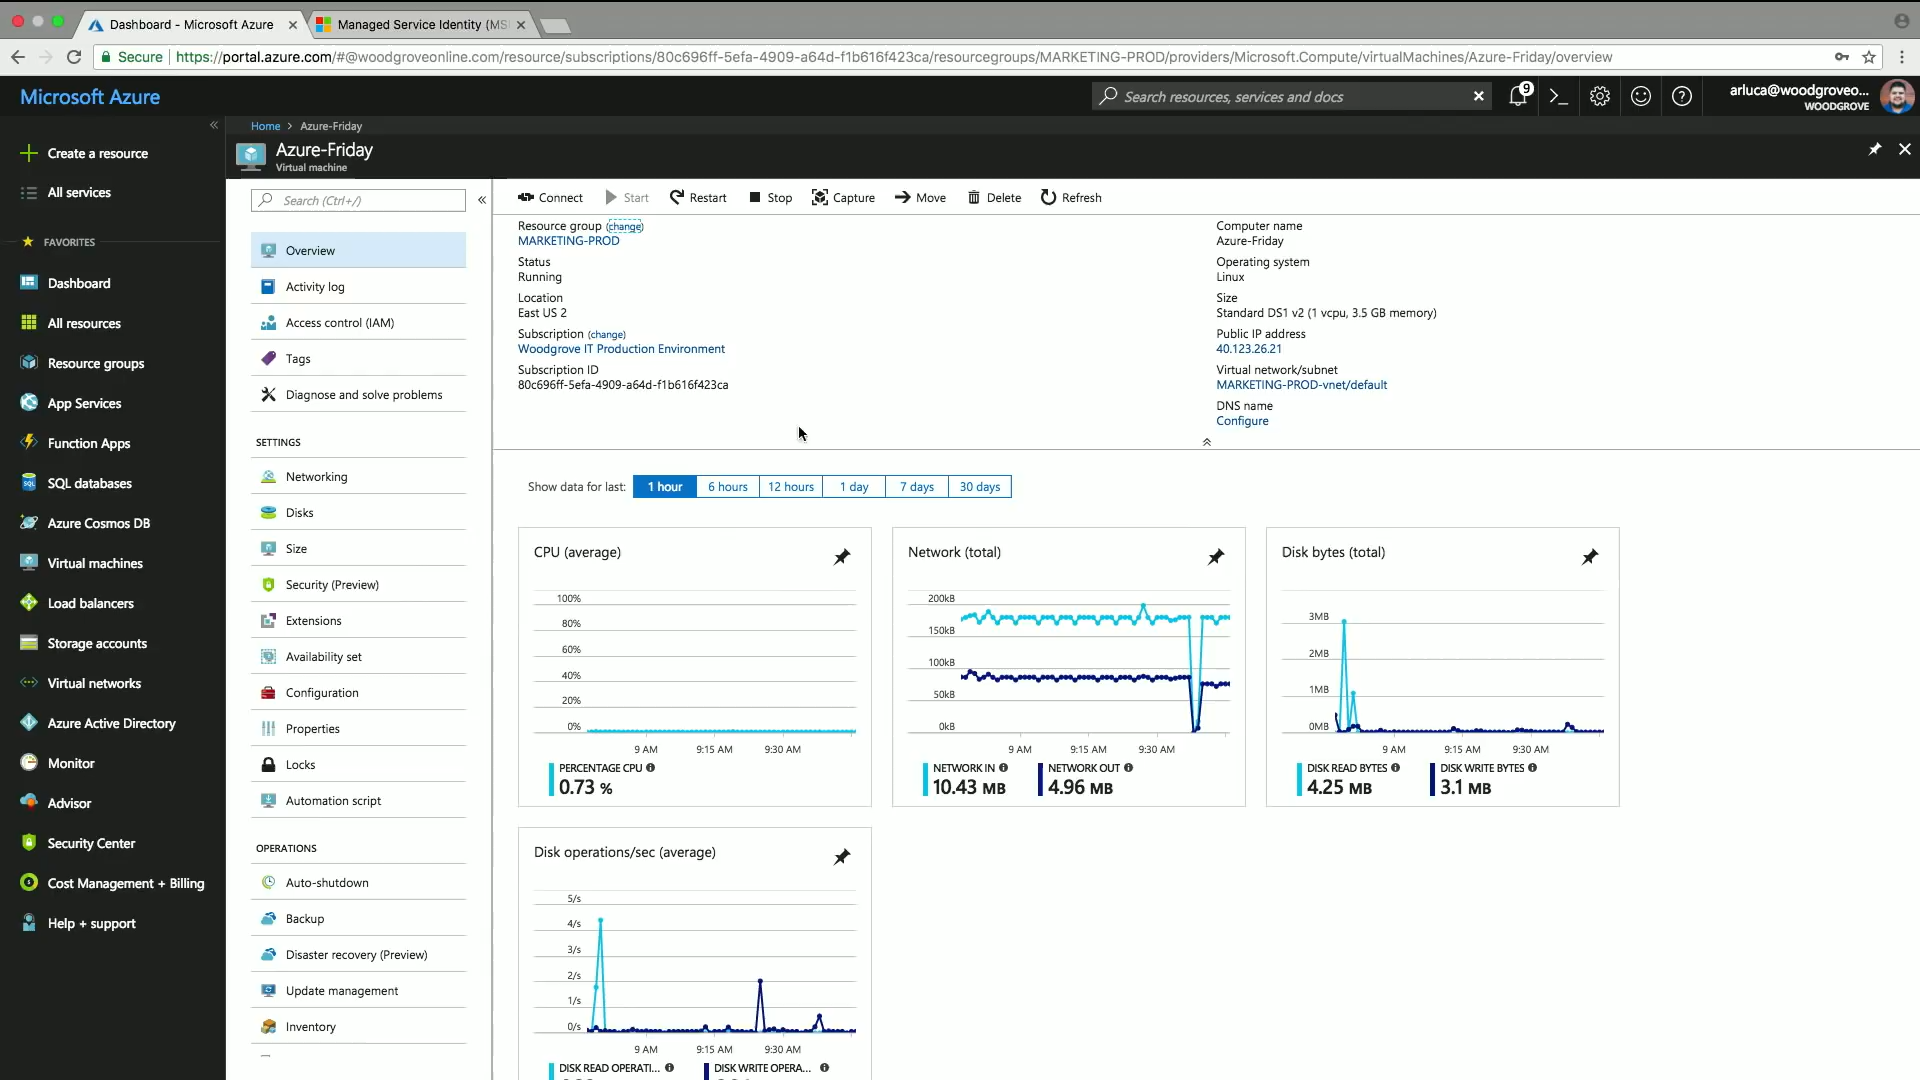 Dashboard - Microsoft Azure
Managed Service Identity (MS
Secure
https://portal.azure.com/#@woodgroveonline.com/resource/subscriptions/80c696ff-5efa-4909-a64d-f1b616f423ca/resourcegroups/MARKETING-PROD/providers/Microsoft.Compute/virtualMachines/Azure-Friday/overview
Microsoft Azure
Search resources, services and docs
9
arluca@woodgroveo...
WOODGROVE
Create a resource
All services
FAVORITES
Dashboard
All resources
Resource groups
App Services
Function Apps
SQL databases
Azure Cosmos DB
Virtual machines
Load balancers
Storage accounts
Virtual networks
Azure Active Directory
Monitor
Advisor
Security Center
Cost Management + Billing
Help + support
Home > Azure-Friday
Azure-Friday
Virtual machine
Search (Ctrl+/)
Overview
Activity log
Access control (IAM)
Tags
Diagnose and solve problems
SETTINGS
Networking
Disks
Size
Security (Preview)
Extensions
Availability set
Configuration
Properties
Locks
Automation script
OPERATIONS
Auto-shutdown
Backup
Disaster recovery (Preview)
Update management
Inventory
Connect Start Restart Stop Capture Move Delete Refresh
Resource group (change)
MARKETING-PROD
Status
Running
Location
East US 2
Subscription (change)
Woodgrove IT Production Environment
Subscription ID
80c696ff-5efa-4909-a64d-f1b616f423ca
Computer name
Azure-Friday
Operating system
Linux
Size
Standard DS1 v2 (1 vcpu, 3.5 GB memory)
Public IP address
40.123.26.21
Virtual network/subnet
MARKETING-PROD-vnet/default
DNS name
Configure
Show data for last: 1 hour 6 hours 12 hours 1 day 7 days 30 days
CPU (average)
100%
80%
60%
40%
20%
0%
9 AM 9:15 AM 9:30 AM
PERCENTAGE CPU
0.73 %
Network (total)
200kB
150kB
100kB
50kB
0kB
9 AM 9:15 AM 9:30 AM
NETWORK IN NETWORK OUT
10.43 MB 4.96 MB
Disk bytes (total)
3MB
2MB
1MB
0MB
9 AM 9:15 AM 9:30 AM
DISK READ BYTES DISK WRITE BYTES
4.25 MB 3.1 MB
Disk operations/sec (average)
5/s
4/s
3/s
2/s
1/s
0/s
9 AM 9:15 AM 9:30 AM
DISK READ OPERATI... DISK WRITE OPERA...